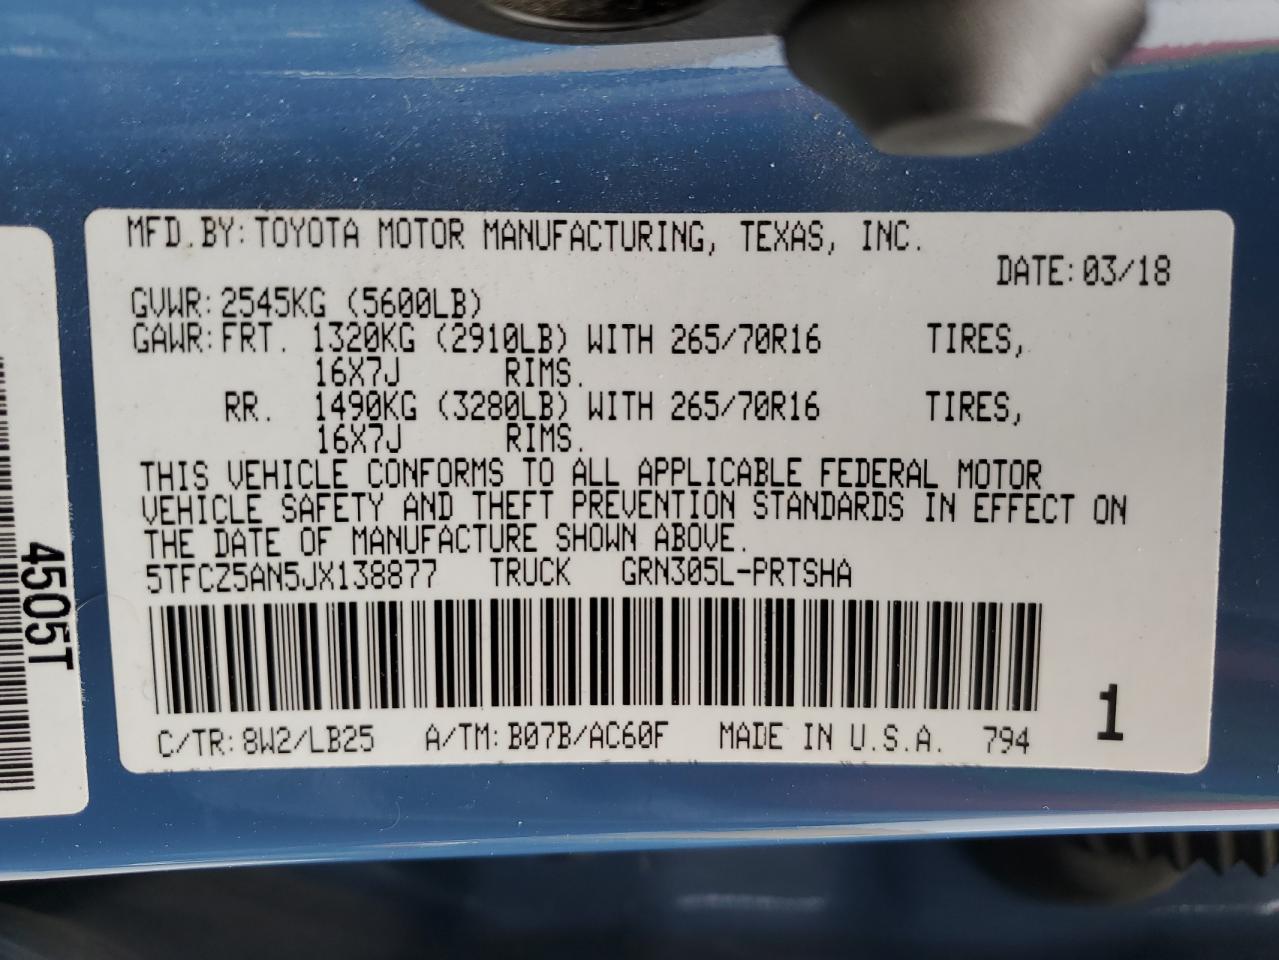 MFD.BY: TOYOTA MOTOR MANUFACTURING, TEXAS, INC.
DATE: 03/18
GVWR: 2545KG (5600LB)
GAWR: FRT. 1320KG (2910LB) WITH 265/70R16 TIRES,
16X7J RIMS.
RR. 1490KG (3280LB) WITH 265/70R16 TIRES,
16X7J RIMS.
THIS VEHICLE CONFORMS TO ALL APPLICABLE FEDERAL MOTOR
VEHICLE SAFETY AND THEFT PREVENTION STANDARDS IN EFFECT ON
THE DATE OF MANUFACTURE SHOWN ABOVE.
5TFCZ5AN5JX138877 TRUCK GRN305L-PRTSHA
C/TR: 8W2/LB25 A/TM: B07B/AC60F MADE IN U.S.A. 794
1
4505T